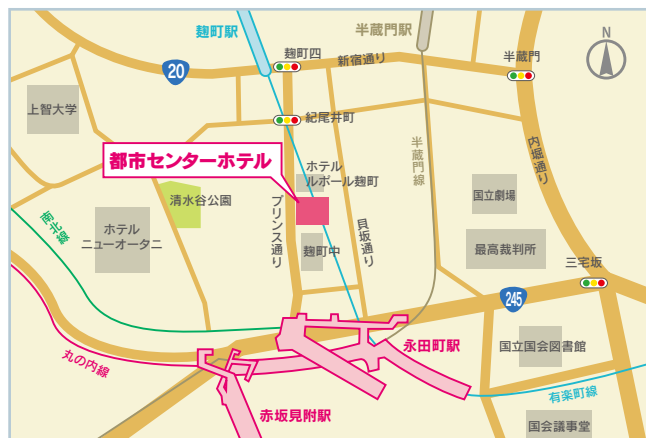 麹町駅
半蔵門駅
N
麹町四
新宿通り
半蔵門
20
上智大学
紀尾井町
内堀通り
半蔵門線
都市センターホテル
ホテル
ルポール麹町
清水谷公園
国立劇場
南北線
ホテル
ニューオータニ
プリンス通り
麹町中
貝坂通り
最高裁判所
三宅坂
245
丸の内線
永田町駅
国立国会図書館
有楽町線
赤坂見附駅
国会議事堂